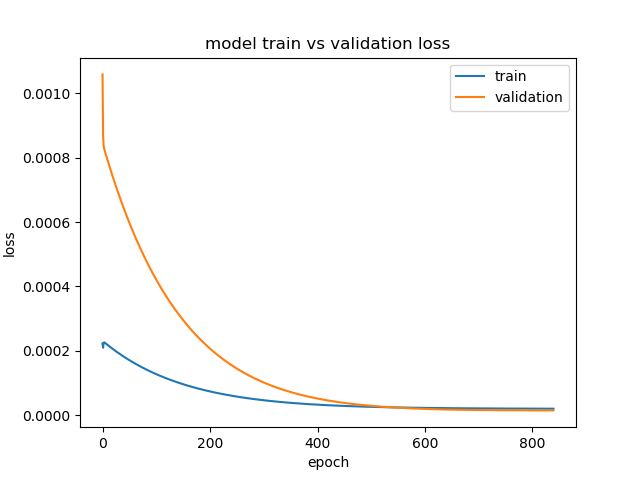 model train vs validation loss
train
validation
loss
0.0010
0.0008
0.0006
0.0004
0.0002
0.0000
0 200 400 600 800
epoch